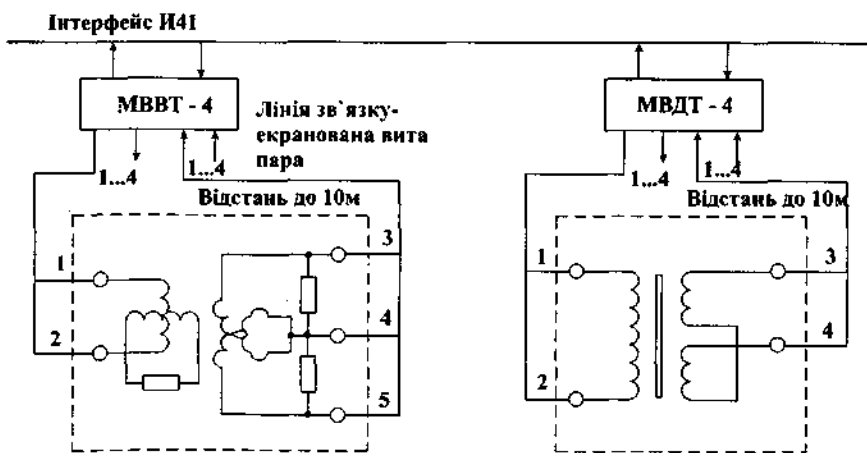 Інтерфейс И41
МВВТ - 4
МВДТ - 4
Лінія зв`язку-
екранована вита
пара
1...4
1...4
1...4
1...4
Відстань до 10м
Відстань до 10м
1
2
3
4
5
1
2
3
4